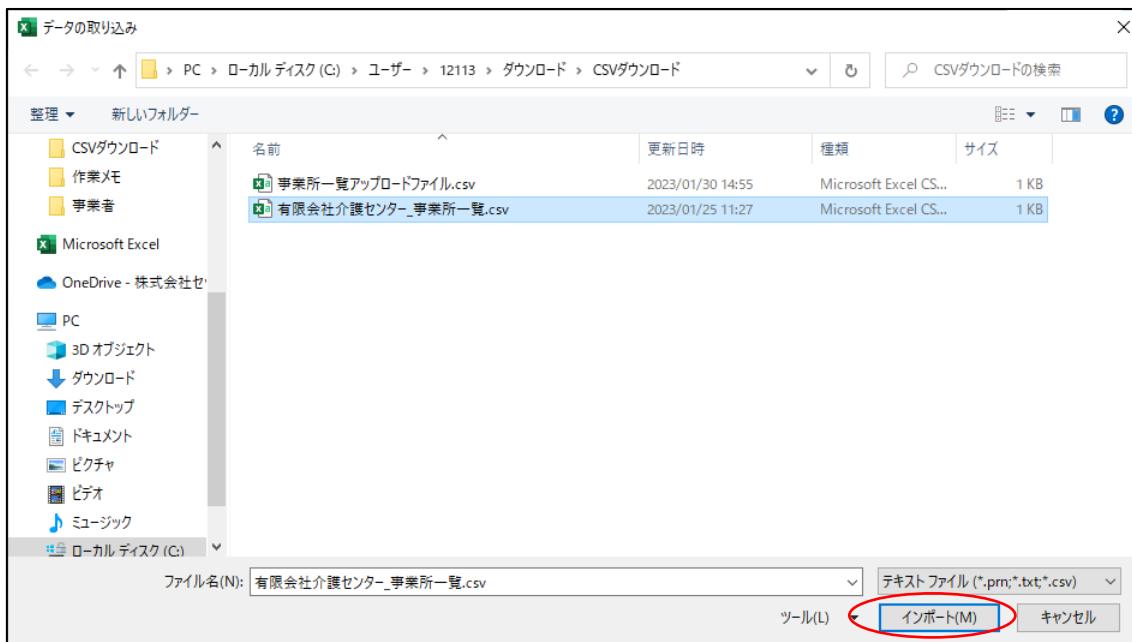 データの取り込み
PC › ローカル ディスク (C:) › ユーザー › 12113 › ダウンロード › CSVダウンロード
CSVダウンロードの検索
整理 新しいフォルダー
名前 更新日時 種類 サイズ
事業所一覧アップロードファイル.csv 2023/01/30 14:55 Microsoft Excel CS... 1 KB
有限会社介護センター_事業所一覧.csv 2023/01/25 11:27 Microsoft Excel CS... 1 KB
CSVダウンロード
作業メモ
事業者
Microsoft Excel
OneDrive - 株式会社セ
PC
3D オブジェクト
ダウンロード
デスクトップ
ドキュメント
ピクチャ
ビデオ
ミュージック
ローカル ディスク (C:)
ファイル名(N): 有限会社介護センター_事業所一覧.csv テキスト ファイル (*.prn;*.txt;*.csv)
ツール(L) インポート(M) キャンセル